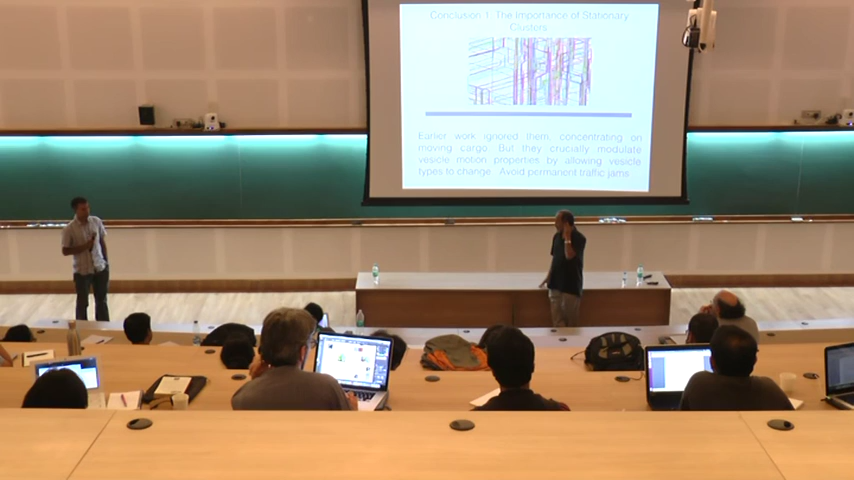 Conclusion 1: The Importance of Stationary
Clusters
Earlier work ignored them, concentrating on
moving cargo. But they crucially modulate
vesicle motion properties by allowing vesicle
types to change. Avoid permanent traffic jams